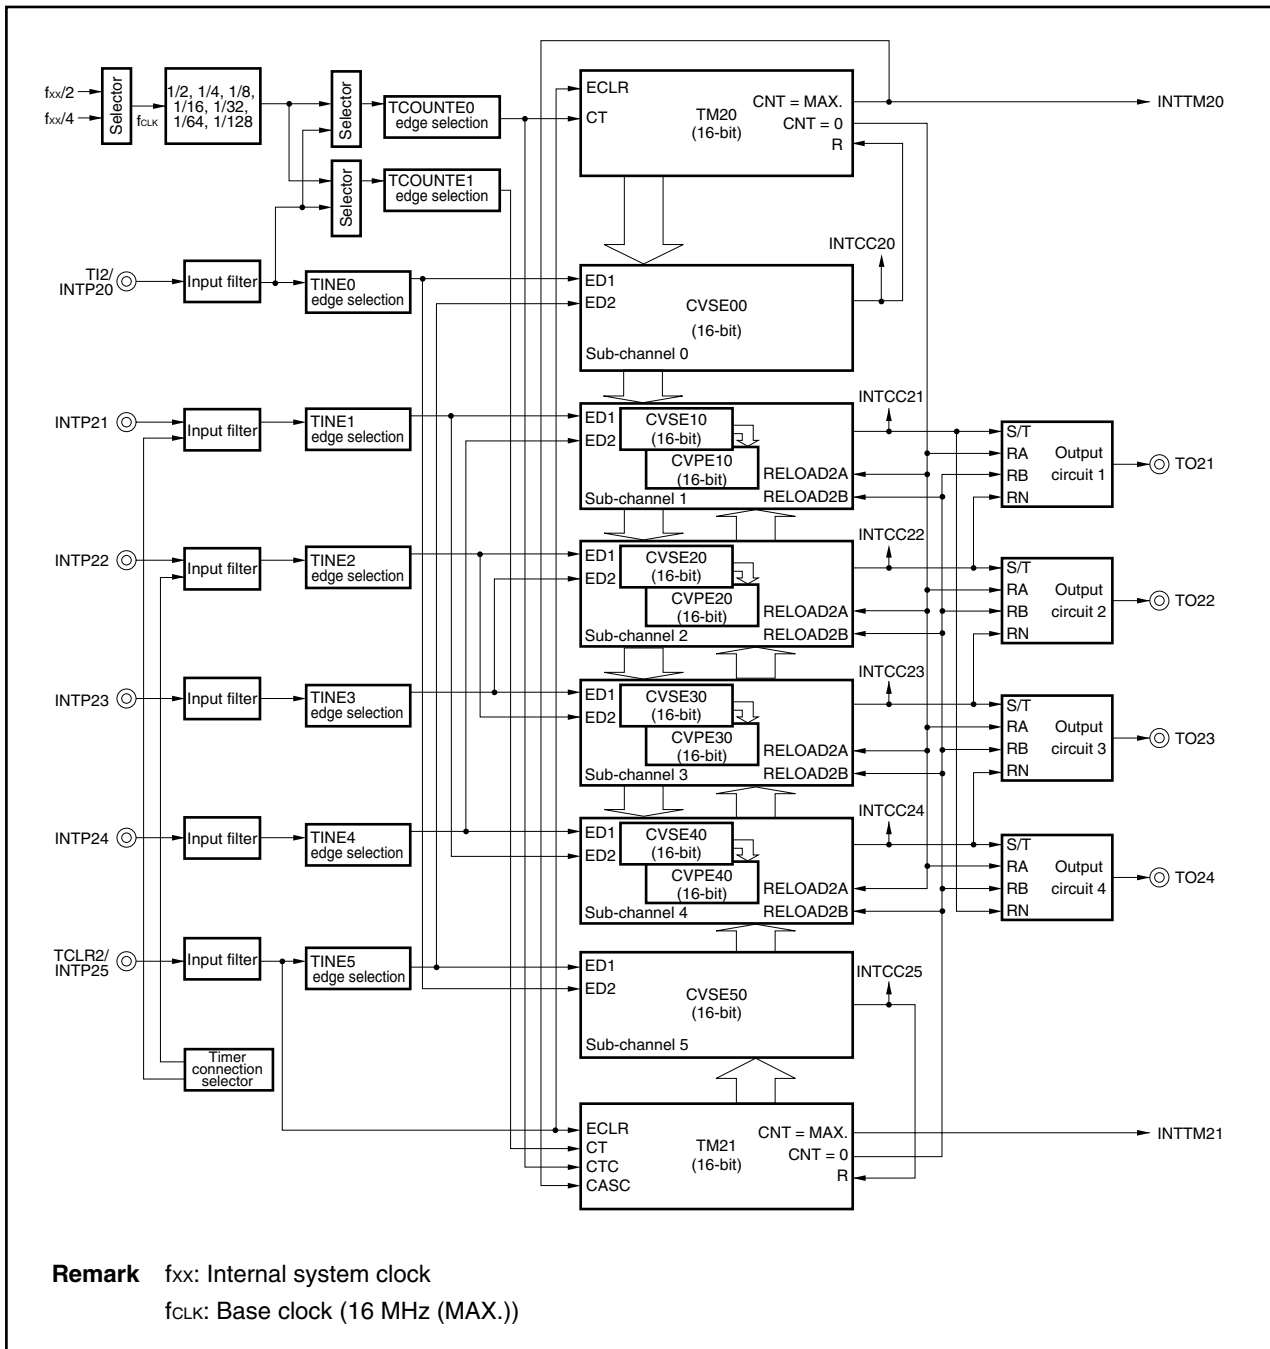 fxx/2
fxx/4
Selector
fCLK
1/2, 1/4, 1/8,
1/16, 1/32,
1/64, 1/128
Selector
TCOUNTE0
edge selection
Selector
TCOUNTE1
edge selection
ECLR
CT
TM20
(16-bit)
CNT = MAX.
CNT = 0
R
INTTM20
TI2/
INTP20
Input filter
TINE0
edge selection
ED1
ED2
CVSE00
(16-bit)
Sub-channel 0
INTCC20
INTP21
Input filter
TINE1
edge selection
ED1
ED2
CVSE10
(16-bit)
CVPE10
(16-bit)
Sub-channel 1
RELOAD2A
RELOAD2B
INTCC21
S/T
RA
RB
RN
Output
circuit 1
TO21
INTP22
Input filter
TINE2
edge selection
ED1
ED2
CVSE20
(16-bit)
CVPE20
(16-bit)
Sub-channel 2
RELOAD2A
RELOAD2B
INTCC22
S/T
RA
RB
RN
Output
circuit 2
TO22
INTP23
Input filter
TINE3
edge selection
ED1
ED2
CVSE30
(16-bit)
CVPE30
(16-bit)
Sub-channel 3
RELOAD2A
RELOAD2B
INTCC23
S/T
RA
RB
RN
Output
circuit 3
TO23
INTP24
Input filter
TINE4
edge selection
ED1
ED2
CVSE40
(16-bit)
CVPE40
(16-bit)
Sub-channel 4
RELOAD2A
RELOAD2B
INTCC24
S/T
RA
RB
RN
Output
circuit 4
TO24
TCLR2/
INTP25
Input filter
TINE5
edge selection
ED1
ED2
CVSE50
(16-bit)
Sub-channel 5
INTCC25
Timer
connection
selector
ECLR
CT
CTC
CASC
TM21
(16-bit)
CNT = MAX.
CNT = 0
R
INTTM21
Remark fxx: Internal system clock
fCLK: Base clock (16 MHz (MAX.))